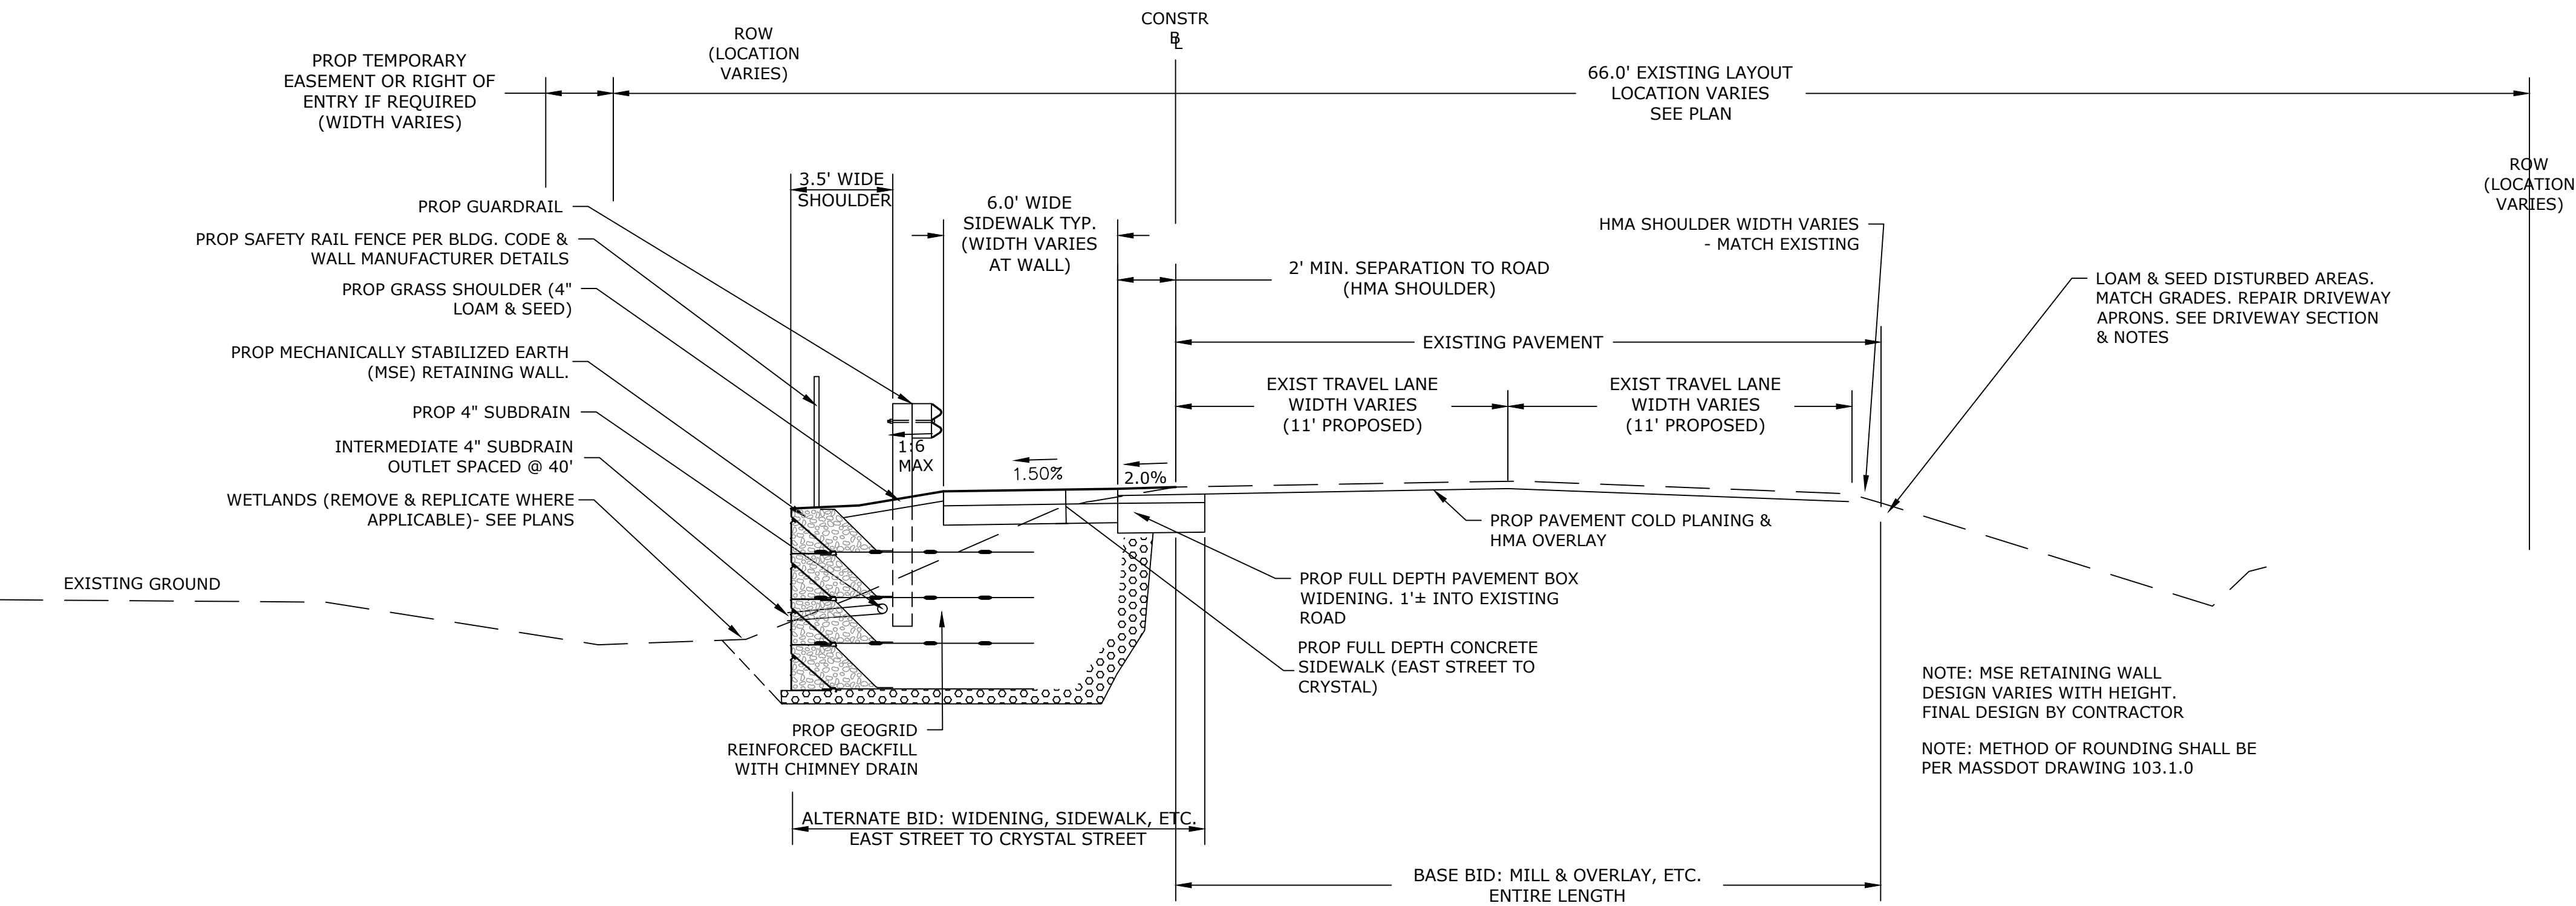 CONSTR
BL
ROW
(LOCATION
VARIES)
PROP TEMPORARY
EASEMENT OR RIGHT OF
ENTRY IF REQUIRED
(WIDTH VARIES)
66.0' EXISTING LAYOUT
LOCATION VARIES
SEE PLAN
ROW
(LOCATION
VARIES)
3.5' WIDE
SHOULDER
6.0' WIDE
SIDEWALK TYP.
(WIDTH VARIES
AT WALL)
PROP GUARDRAIL
PROP SAFETY RAIL FENCE PER BLDG. CODE &
WALL MANUFACTURER DETAILS
PROP GRASS SHOULDER (4"
LOAM & SEED)
PROP MECHANICALLY STABILIZED EARTH
(MSE) RETAINING WALL.
PROP 4" SUBDRAIN
INTERMEDIATE 4" SUBDRAIN
OUTLET SPACED @ 40'
WETLANDS (REMOVE & REPLICATE WHERE
APPLICABLE)- SEE PLANS
EXISTING GROUND
2' MIN. SEPARATION TO ROAD
(HMA SHOULDER)
HMA SHOULDER WIDTH VARIES
- MATCH EXISTING
LOAM & SEED DISTURBED AREAS.
MATCH GRADES. REPAIR DRIVEWAY
APRONS. SEE DRIVEWAY SECTION
& NOTES
EXISTING PAVEMENT
EXIST TRAVEL LANE
WIDTH VARIES
(11' PROPOSED)
EXIST TRAVEL LANE
WIDTH VARIES
(11' PROPOSED)
1:6
MAX
1.50%
2.0%
PROP PAVEMENT COLD PLANING &
HMA OVERLAY
PROP FULL DEPTH PAVEMENT BOX
WIDENING. 1'± INTO EXISTING
ROAD
PROP FULL DEPTH CONCRETE
SIDEWALK (EAST STREET TO
CRYSTAL)
PROP GEOGRID
REINFORCED BACKFILL
WITH CHIMNEY DRAIN
NOTE: MSE RETAINING WALL
DESIGN VARIES WITH HEIGHT.
FINAL DESIGN BY CONTRACTOR
NOTE: METHOD OF ROUNDING SHALL BE
PER MASSDOT DRAWING 103.1.0
ALTERNATE BID: WIDENING, SIDEWALK, ETC.
EAST STREET TO CRYSTAL STREET
BASE BID: MILL & OVERLAY, ETC.
ENTIRE LENGTH